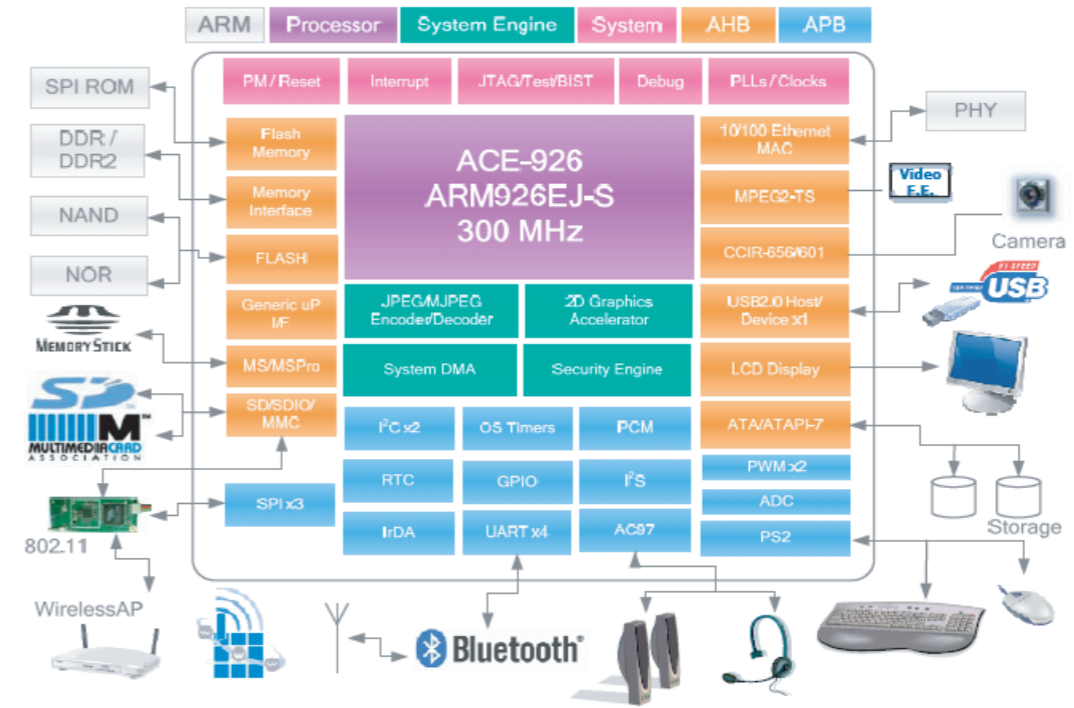 ARM Processor System Engine System AHB APB
SPI ROM
DDR /
DDR2
NAND
NOR
MEMORY STICK
SD
TM
MULTIMEDIACARD
ASSOCIATION
802.11
WirelessAP
PM / Reset
Interrupt
JTAG/Test/BIST
Debug
PLLs / Clocks
Flash
Memory
Memory
Interface
FLASH
Generic uP
I/F
MS/MSPro
SD/SDIO/
MMC
SPI x3
ACE-926
ARM926EJ-S
300 MHz
JPEG/MJPEG
Encoder/Decoder
2D Graphics
Accelerator
System DMA
Security Engine
I²C x2
OS Timers
PCM
RTC
GPIO
I²S
IrDA
UART x4
AC97
10/100 Ethernet
MAC
MPEG2-TS
CCIR-656/601
USB2.0 Host/
Device x1
LCD Display
ATA/ATAPI-7
PWM x2
ADC
PS2
PHY
Video
F.E.
Camera
HI-SPEED
CERTIFIED
USB
Storage
Bluetooth®